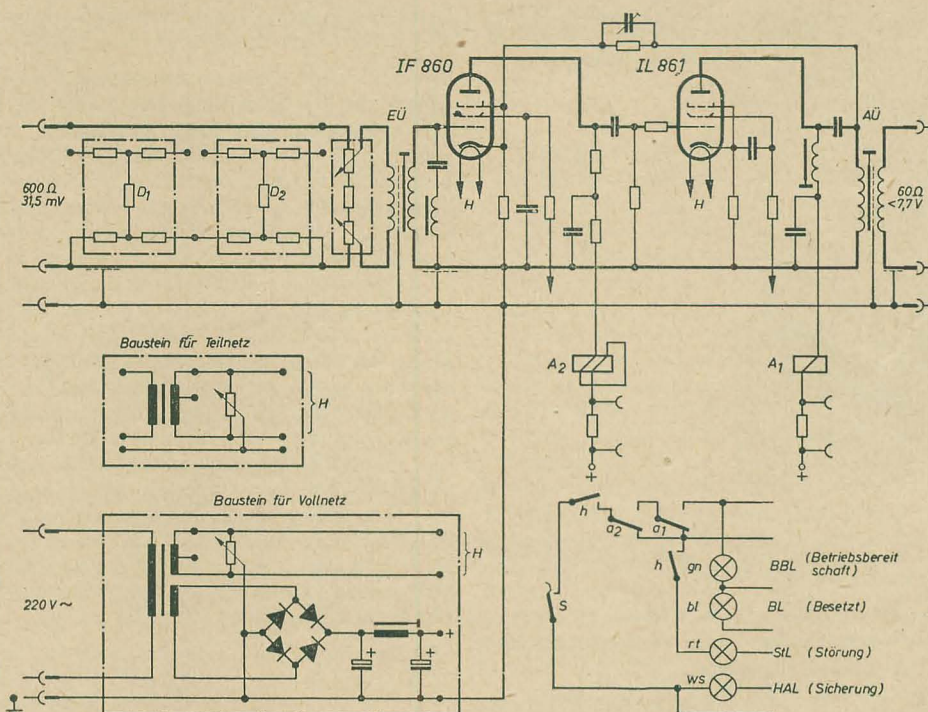 IF 860
IL 861
EÜ
AÜ
600 Ω
31,5 mV
D1
D2
H
H
60Ω
<7,7 V
Baustein für Teilnetz
H
A2
A1
+
+
Baustein für Vollnetz
H
220 V ~
+
+
+
h
a2
a1
h
s
gn
BBL (Betriebsbereit
schaft)
bl
BL (Besetzt)
rt
StL (Störung)
ws
HAL (Sicherung)